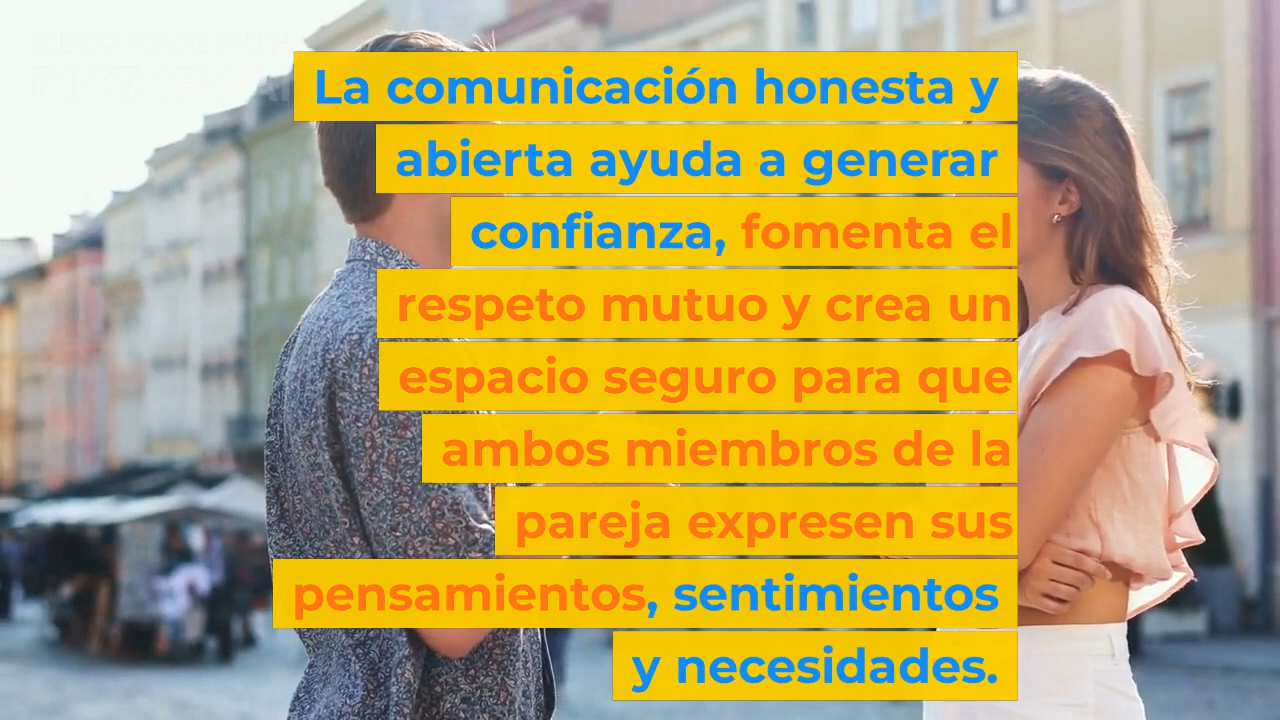 La comunicación honesta y
abierta ayuda a generar
confianza, fomenta el
respeto mutuo y crea un
espacio seguro para que
ambos miembros de la
pareja expresen sus
pensamientos, sentimientos
y necesidades.